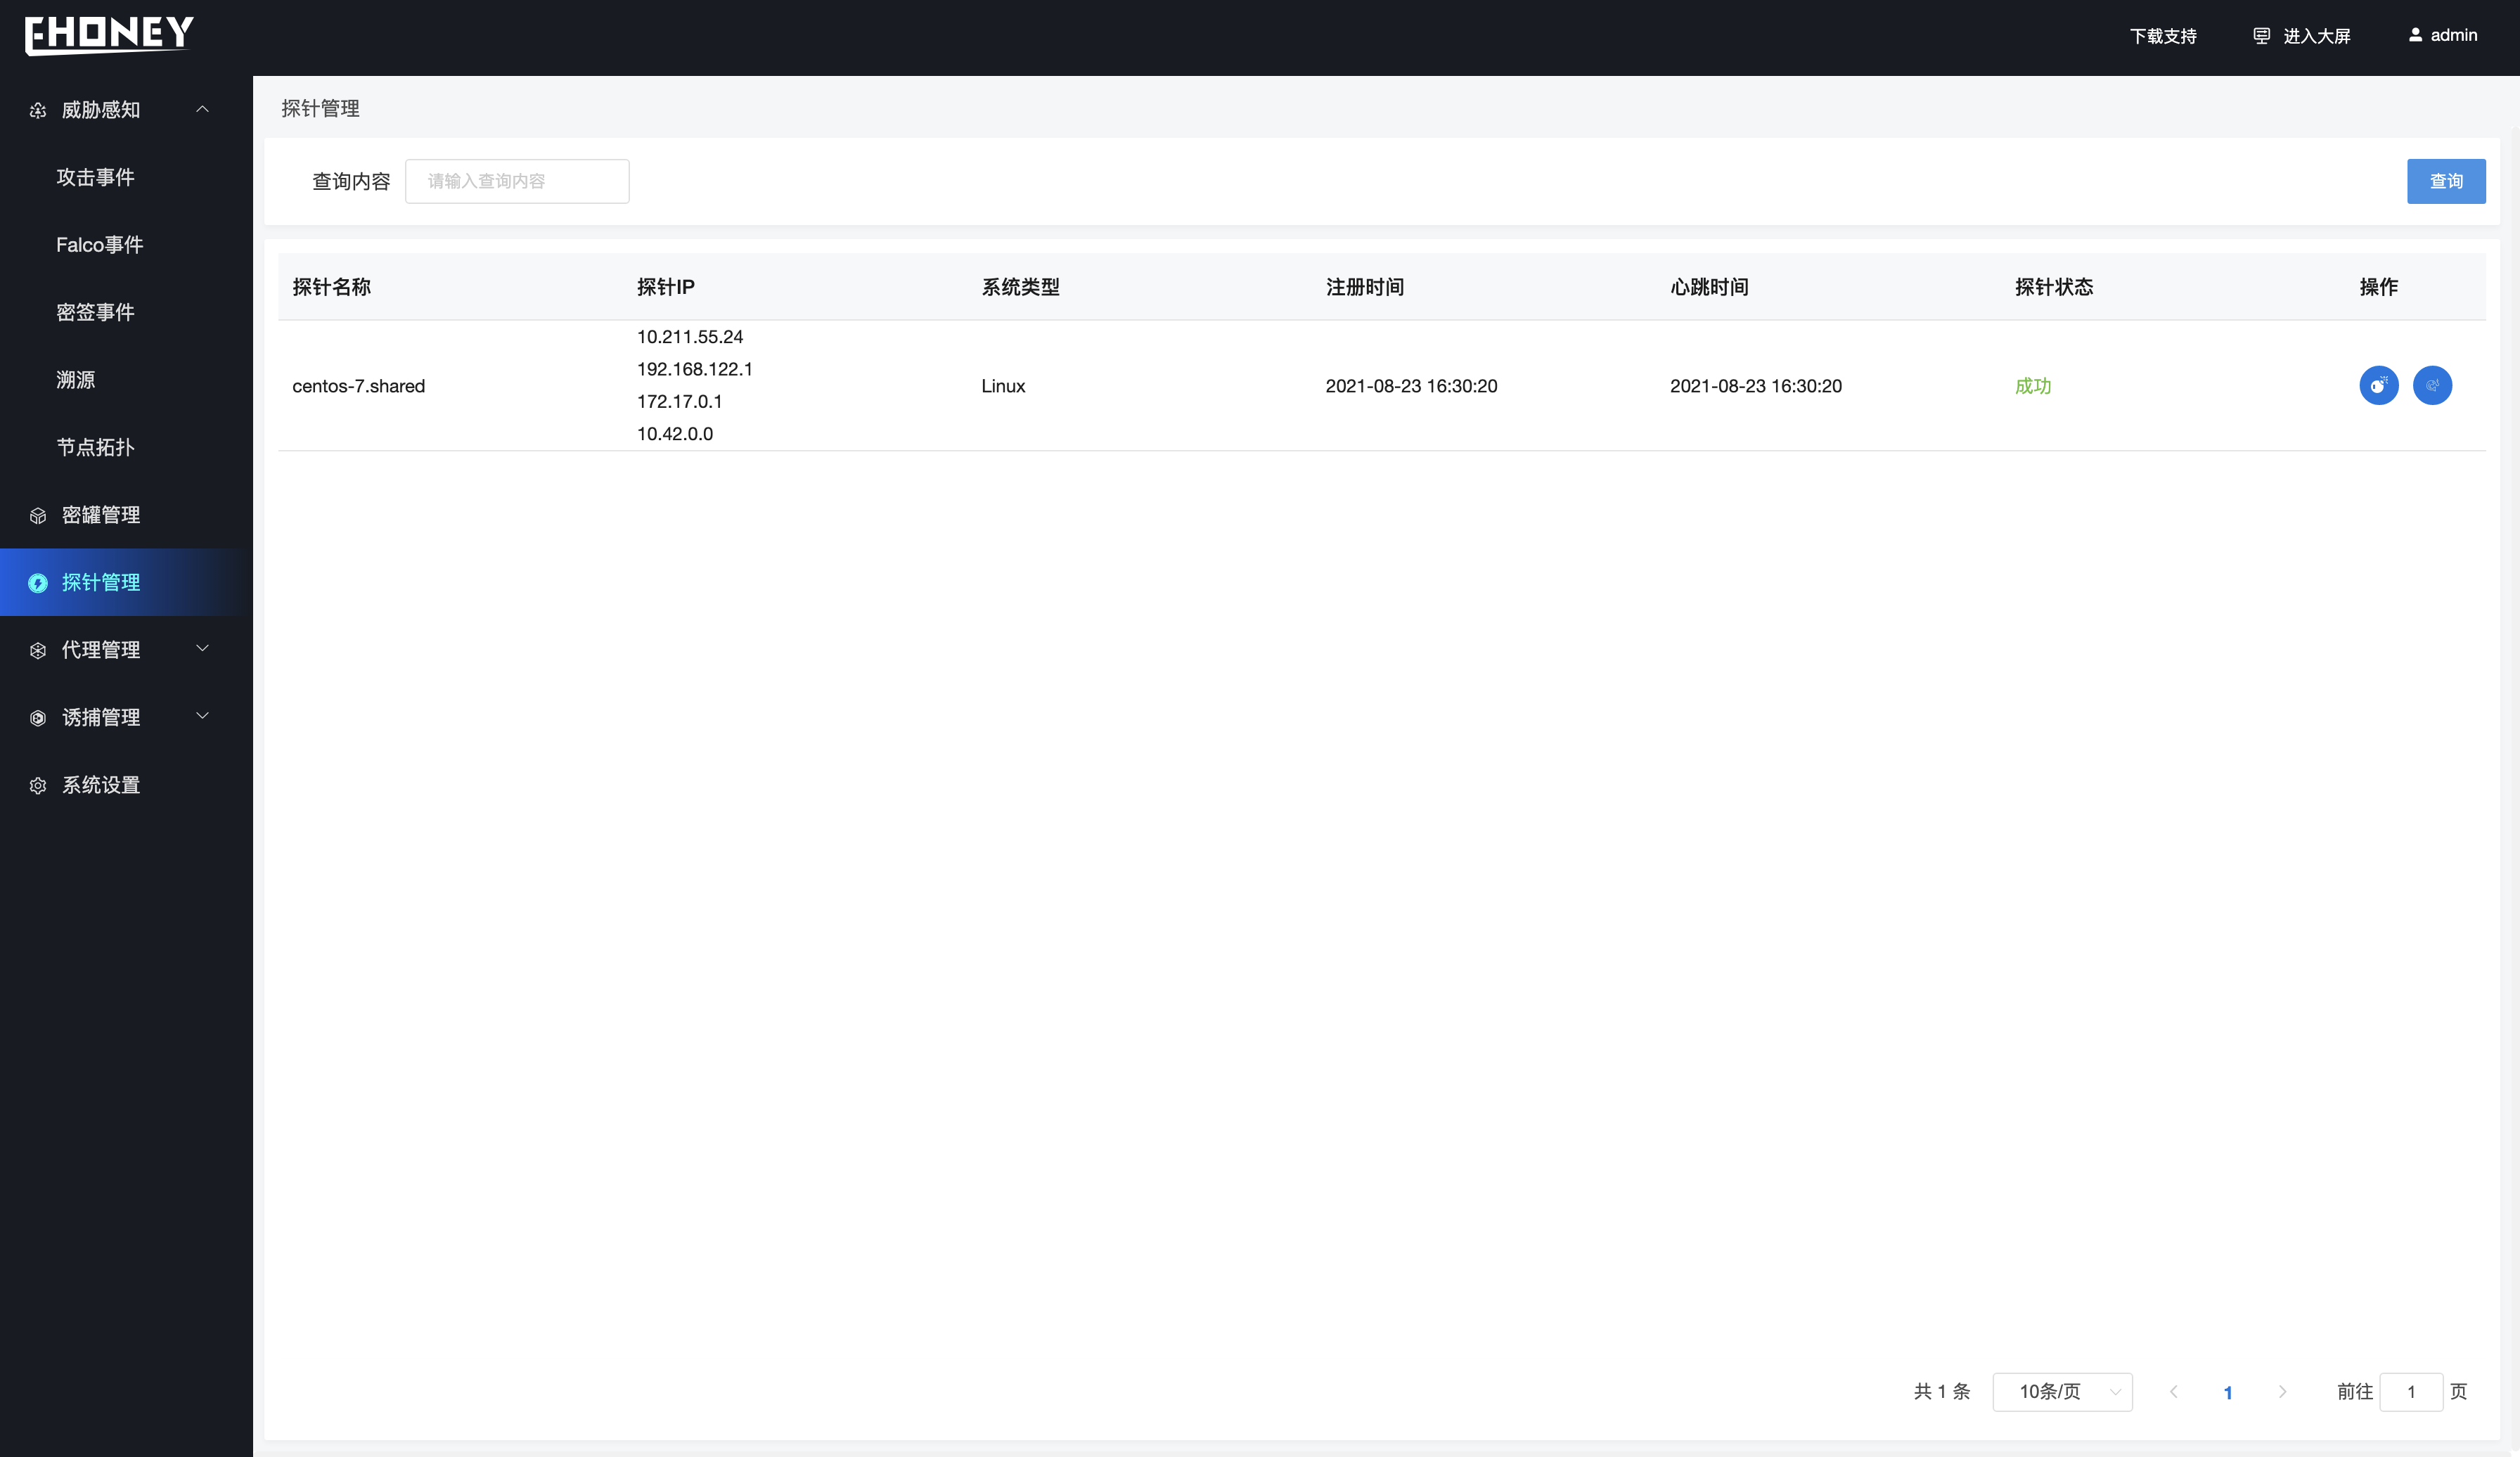 EHONEY
下载支持
进入大屏
admin
威胁感知
攻击事件
Falco事件
密签事件
溯源
节点拓扑
密罐管理
探针管理
代理管理
诱捕管理
系统设置
探针管理
查询内容 请输入查询内容 查询
探针名称 探针IP 系统类型 注册时间 心跳时间 探针状态 操作
10.211.55.24
192.168.122.1
centos-7.shared Linux 2021-08-23 16:30:20 2021-08-23 16:30:20 成功
172.17.0.1
10.42.0.0
共 1 条 10条/页 1 前往 1 页